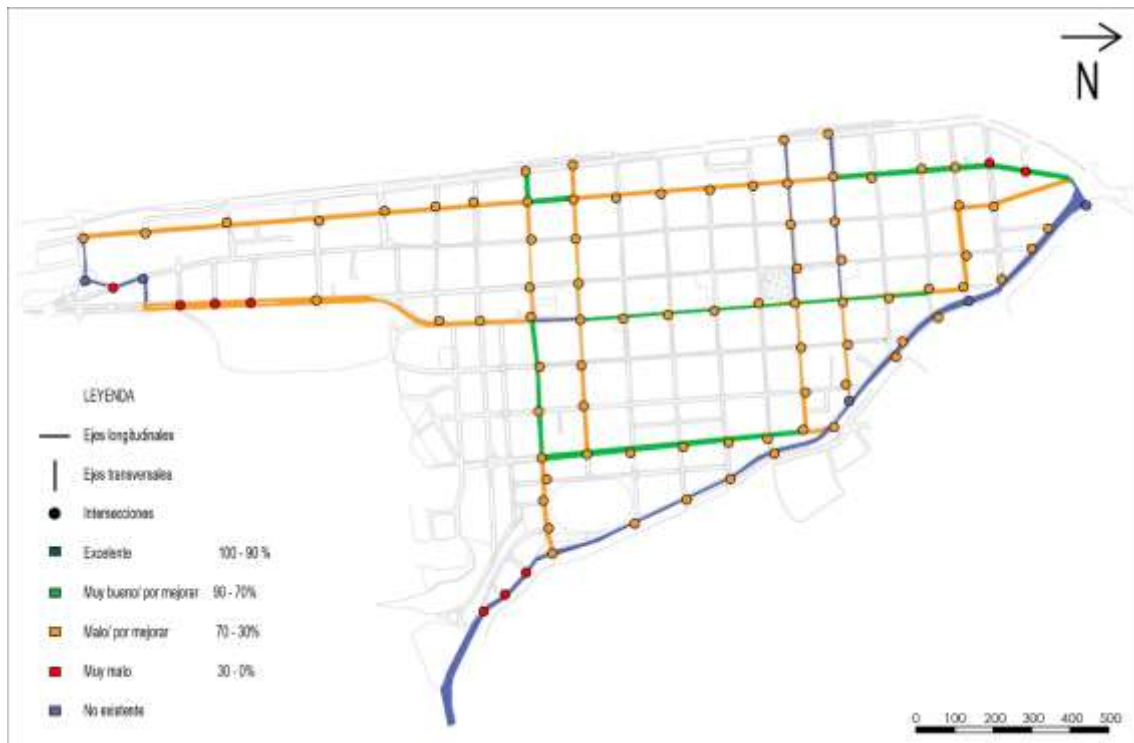 N
LEYENDA
Ejes longitudinales
Ejes transversales
Intersecciones
Excelente 100 - 90 %
Muy bueno/ por mejorar 90 - 70%
Malo/ por mejorar 70 - 30%
Muy malo 30 - 0%
No existente
0 100 200 300 400 500